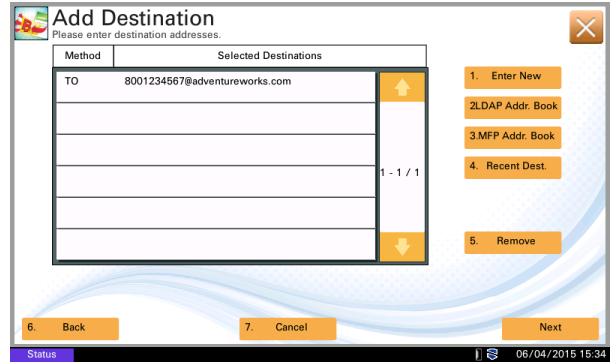 Add Destination
Please enter destination addresses.
Method Selected Destinations
TO 8001234567@adventureworks.com
1 - 1 / 1
1. Enter New
2LDAP Addr. Book
3.MFP Addr. Book
4. Recent Dest.
5. Remove
6. Back
7. Cancel
Next
Status
06/04/2015 15:34